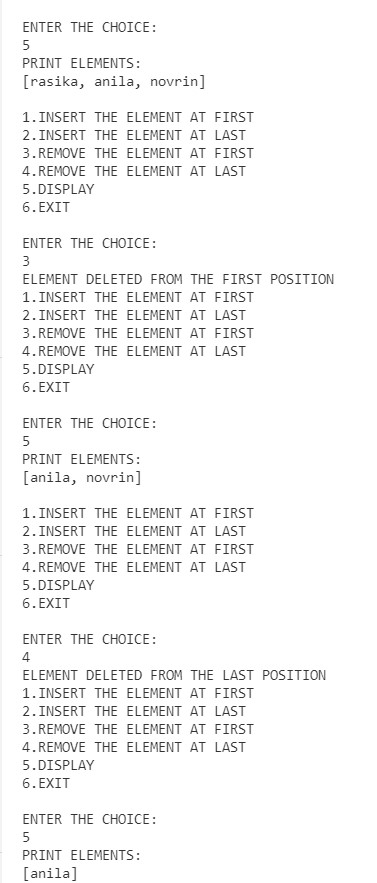 ENTER THE CHOICE:
5
PRINT ELEMENTS:
[rasika, anila, novrin]
1.INSERT THE ELEMENT AT FIRST
2.INSERT THE ELEMENT AT LAST
3.REMOVE THE ELEMENT AT FIRST
4.REMOVE THE ELEMENT AT LAST
5.DISPLAY
6.EXIT
ENTER THE CHOICE:
3
ELEMENT DELETED FROM THE FIRST POSITION
1.INSERT THE ELEMENT AT FIRST
2.INSERT THE ELEMENT AT LAST
3.REMOVE THE ELEMENT AT FIRST
4.REMOVE THE ELEMENT AT LAST
5.DISPLAY
6.EXIT
ENTER THE CHOICE:
5
PRINT ELEMENTS:
[anila, novrin]
1.INSERT THE ELEMENT AT FIRST
2.INSERT THE ELEMENT AT LAST
3.REMOVE THE ELEMENT AT FIRST
4.REMOVE THE ELEMENT AT LAST
5.DISPLAY
6.EXIT
ENTER THE CHOICE:
4
ELEMENT DELETED FROM THE LAST POSITION
1.INSERT THE ELEMENT AT FIRST
2.INSERT THE ELEMENT AT LAST
3.REMOVE THE ELEMENT AT FIRST
4.REMOVE THE ELEMENT AT LAST
5.DISPLAY
6.EXIT
ENTER THE CHOICE:
5
PRINT ELEMENTS:
[anila]